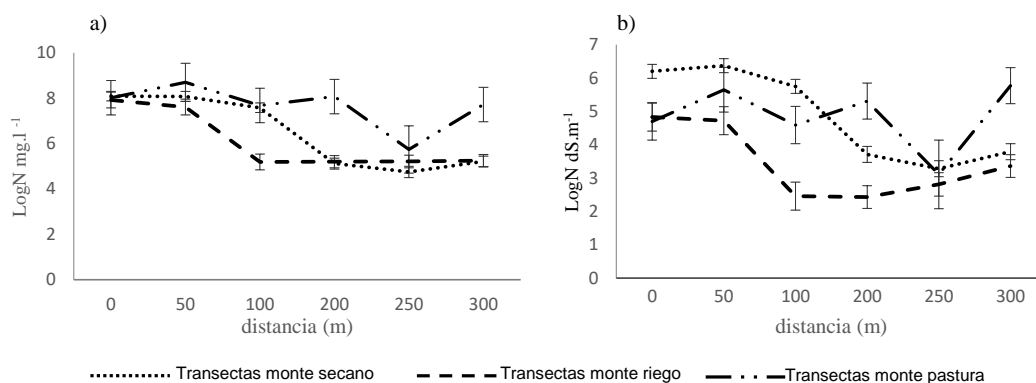 a)
10
8
6
4
2
0
LogN mg.l⁻¹
0 50 100 200 250 300
distancia (m)
b)
7
6
5
4
3
2
1
0
LogN dS.m⁻¹
0 50 100 200 250 300
distancia (m)
Transectas monte secano Transectas monte riego Transectas monte pastura